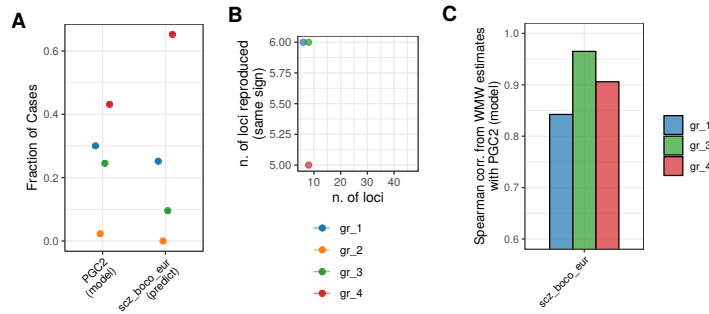 A
Fraction of Cases
0.6
0.4
0.2
0.0
PGC2
(model)
scz_boco_eur
(predict)
B
n. of loci reproduced
(same sign)
6.00
5.75
5.50
5.25
5.00
10 20 30 40
n. of loci
gr_1
gr_2
gr_3
gr_4
C
Spearman corr. from WMW estimates
with PGC2 (model)
1.0
0.9
0.8
0.7
0.6
scz_boco_eur
gr_1
gr_3
gr_4